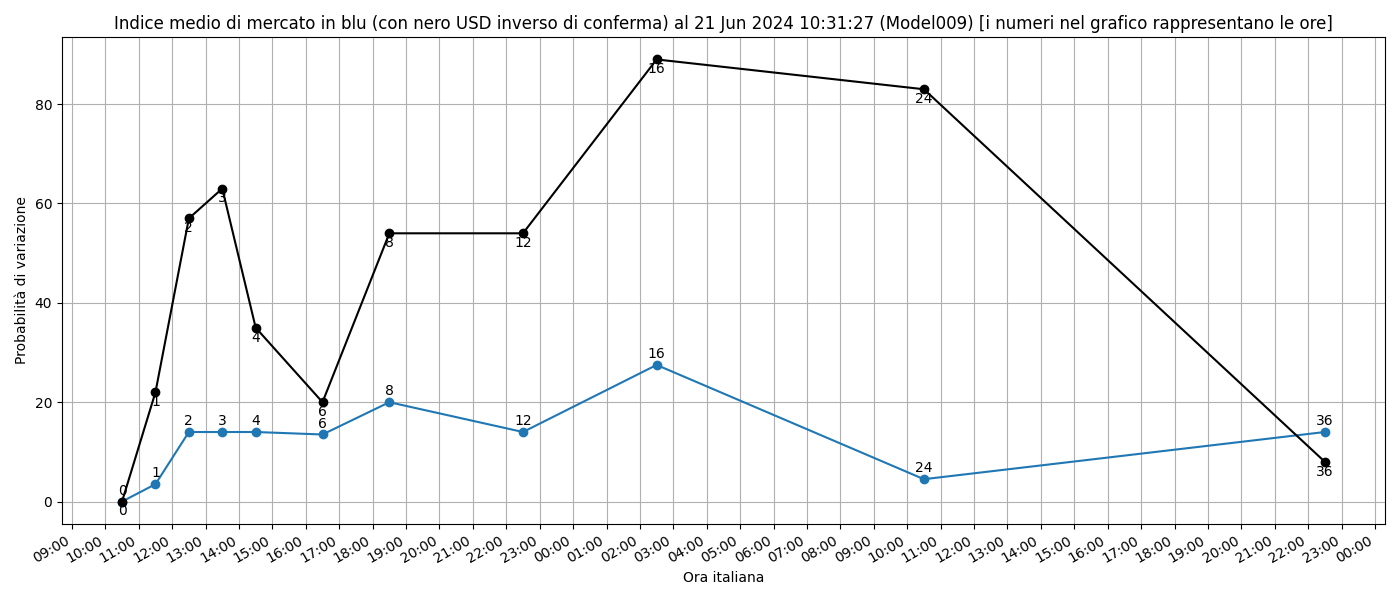 Indice medio di mercato in blu (con nero USD inverso di conferma) al 21 Jun 2024 10:31:27 (Model009) [i numeri nel grafico rappresentano le ore]
Probabilità di variazione
80
60
40
20
0
0 1 2 3 4 6 8 12 16 24 36
0 1 2 3 4 6 8 12 16 24 36
09:00 10:00 11:00 12:00 13:00 14:00 15:00 16:00 17:00 18:00 19:00 20:00 21:00 22:00 23:00 00:00 01:00 02:00 03:00 04:00 05:00 06:00 07:00 08:00 09:00 10:00 11:00 12:00 13:00 14:00 15:00 16:00 17:00 18:00 19:00 20:00 21:00 22:00 23:00 00:00
Ora italiana